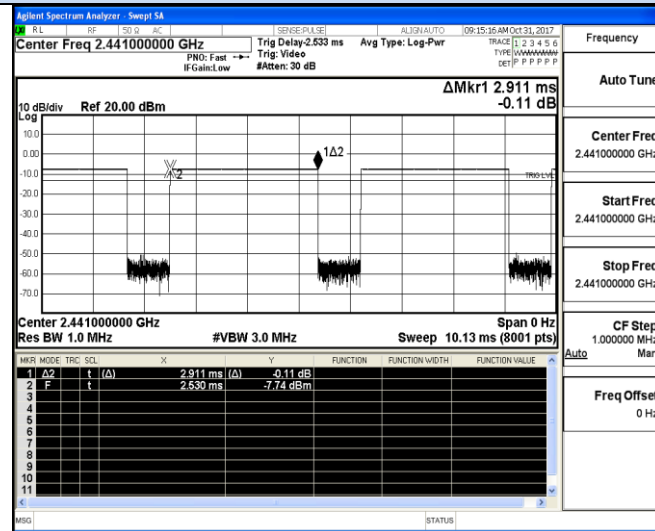 Agilent Spectrum Analyzer - Swept SA
RL RF 50 Ω AC SENSE:PULSE ALIGN AUTO 09:15:16 AM Oct 31, 2017
Center Freq 2.441000000 GHz
PNO: Fast
IFGain:Low
Trig Delay-2.533 ms
Trig: Video
#Atten: 30 dB
Avg Type: Log-Pwr
TRACE 1 2 3 4 5 6
TYPE WWWWWW
DET P P P P P P
ΔMkr1 2.911 ms
-0.11 dB
10 dB/div Ref 20.00 dBm
Log
10.0
0.00
-10.0
-20.0
-30.0
-40.0
-50.0
-60.0
-70.0
1Δ2
2
TRIG LVL
Center 2.441000000 GHz Span 0 Hz
Res BW 1.0 MHz #VBW 3.0 MHz Sweep 10.13 ms (8001 pts)
MKR MODE TRC SCL X Y FUNCTION FUNCTION WIDTH FUNCTION VALUE
1 Δ2 t (Δ) 2.911 ms (Δ) -0.11 dB
2 F t 2.530 ms -7.74 dBm
3
4
5
6
7
8
9
10
11
MSG STATUS
Frequency
Auto Tune
Center Freq
2.441000000 GHz
Start Freq
2.441000000 GHz
Stop Freq
2.441000000 GHz
CF Step
1.000000 MHz
Auto Man
Freq Offset
0 Hz